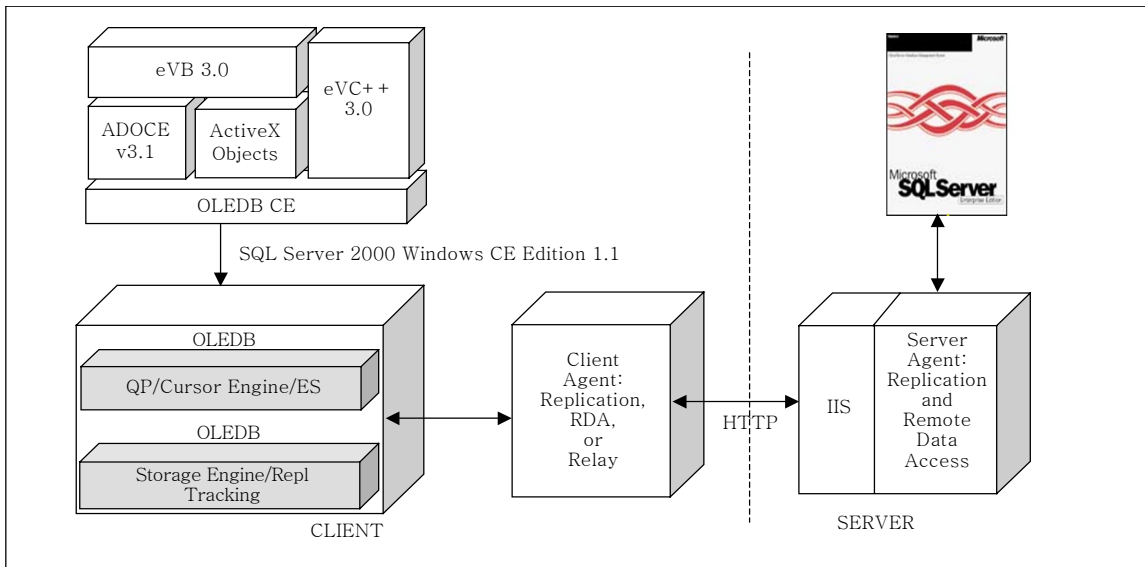 eVB 3.0
eVC++
3.0
ADOCE
v3.1
ActiveX
Objects
OLEDB CE
SQL Server 2000 Windows CE Edition 1.1
OLEDB
QP/Cursor Engine/ES
OLEDB
Storage Engine/Repl
Tracking
CLIENT
Client
Agent:
Replication,
RDA,
or
Relay
HTTP
IIS
Server
Agent:
Replication
and
Remote
Data
Access
SERVER
Microsoft
Microsoft
SQL Server
Enterprise Edition